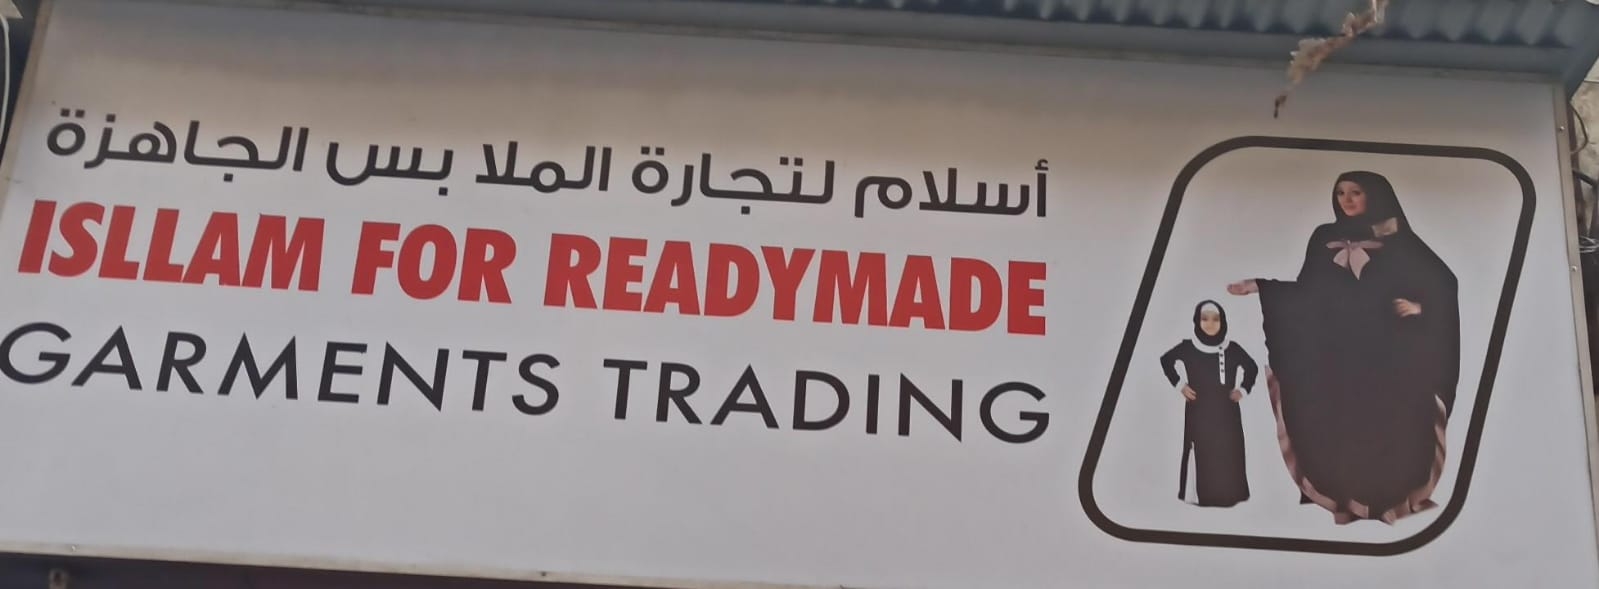 أسلام لتجارة الملا بس الجاهزة
ISLLAM FOR READYMADE
GARMENTS TRADING